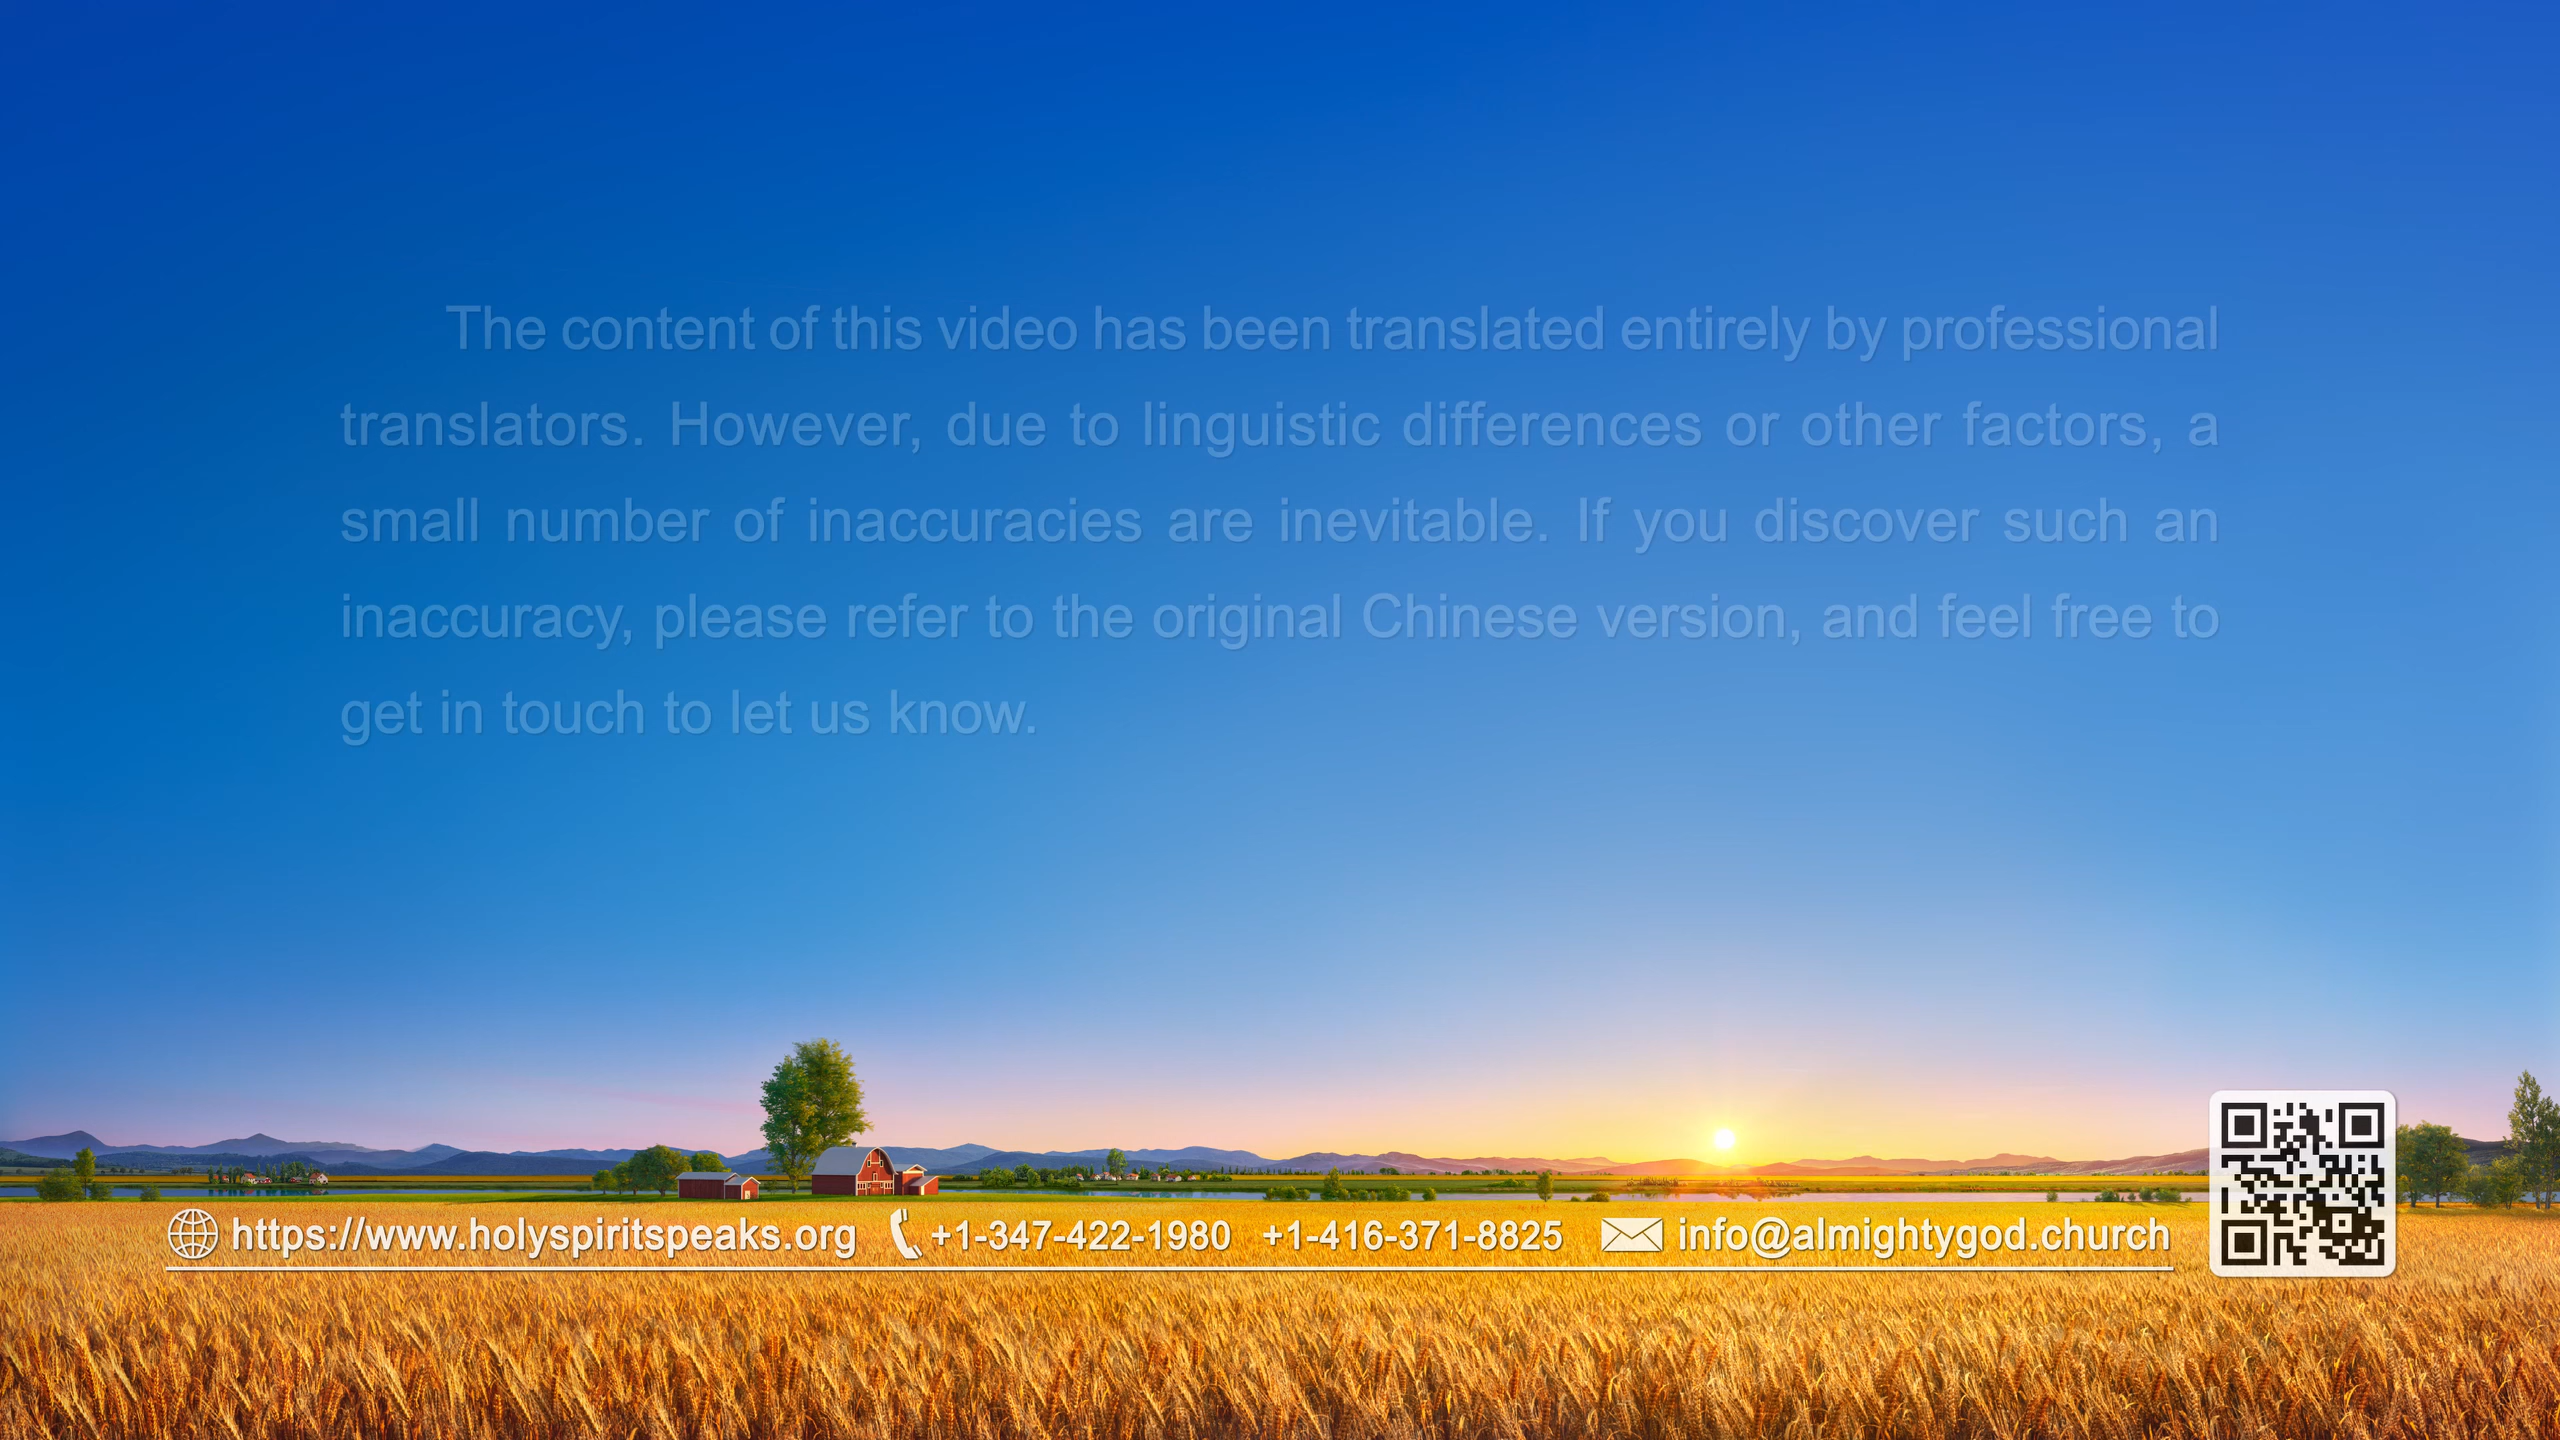 The content of this video has been translated entirely by professional
translators. However, due to linguistic differences or other factors, a
small number of inaccuracies are inevitable. If you discover such an
inaccuracy, please refer to the original Chinese version, and feel free to
get in touch to let us know.
https://www.holyspiritspeaks.org +1-347-422-1980 +1-416-371-8825 info@almightygod.church